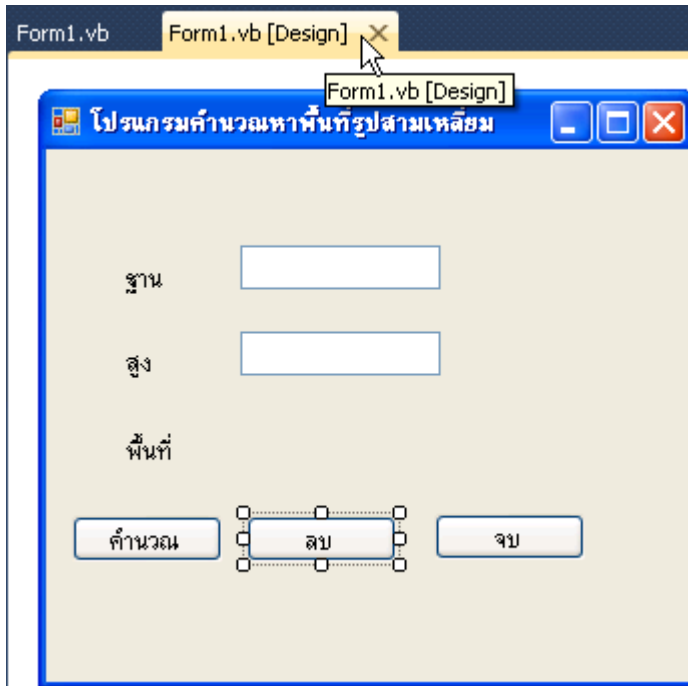 Form1.vb Form1.vb [Design]
Form1.vb [Design]
โปรแกรมคำนวณหาพื้นที่รูปสามเหลี่ยม
ฐาน
สูง
พื้นที่
คำนวณ ลบ จบ